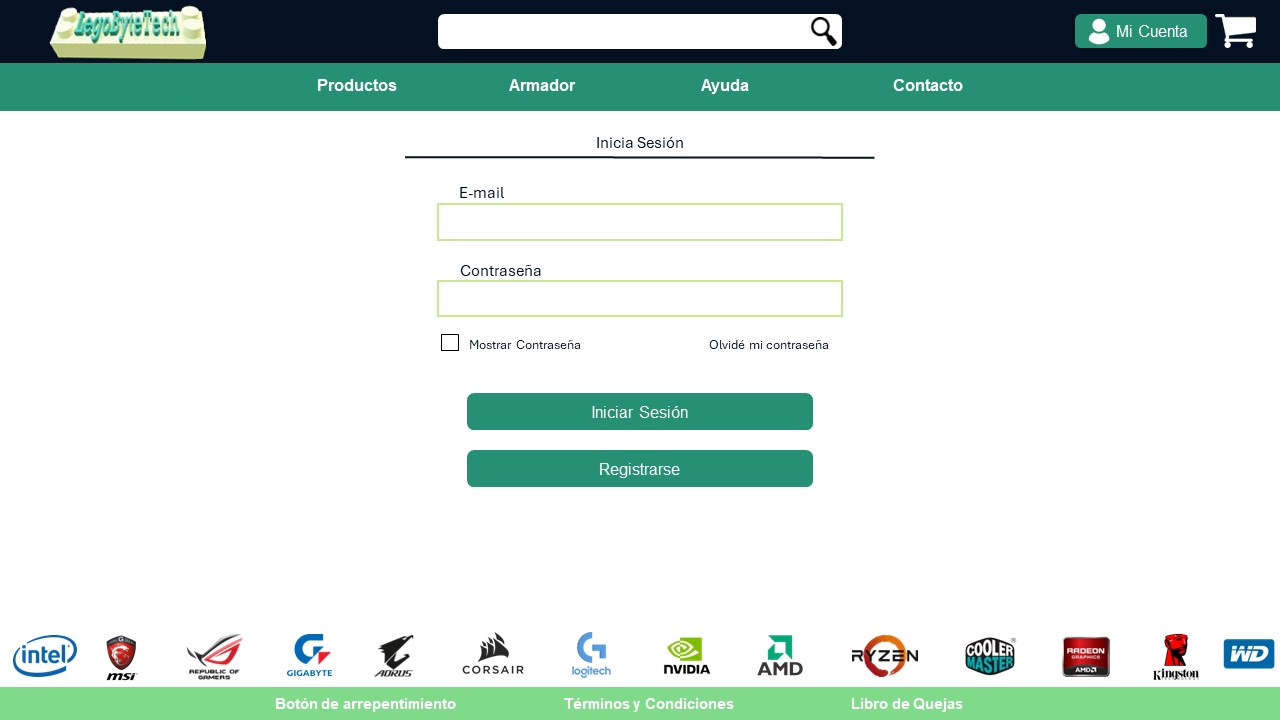 LegoByteTech
Mi Cuenta
Productos Armador Ayuda Contacto
Inicia Sesión
E-mail
Contraseña
Mostrar Contraseña Olvidé mi contraseña
Iniciar Sesión
Registrarse
intel msi REPUBLIC OF GAMERS GIGABYTE AORUS CORSAIR logitech NVIDIA AMD RYZEN COOLER MASTER RADEON GRAPHICS AMD Kingston TECHNOLOGY WD
Botón de arrepentimiento Términos y Condiciones Libro de Quejas